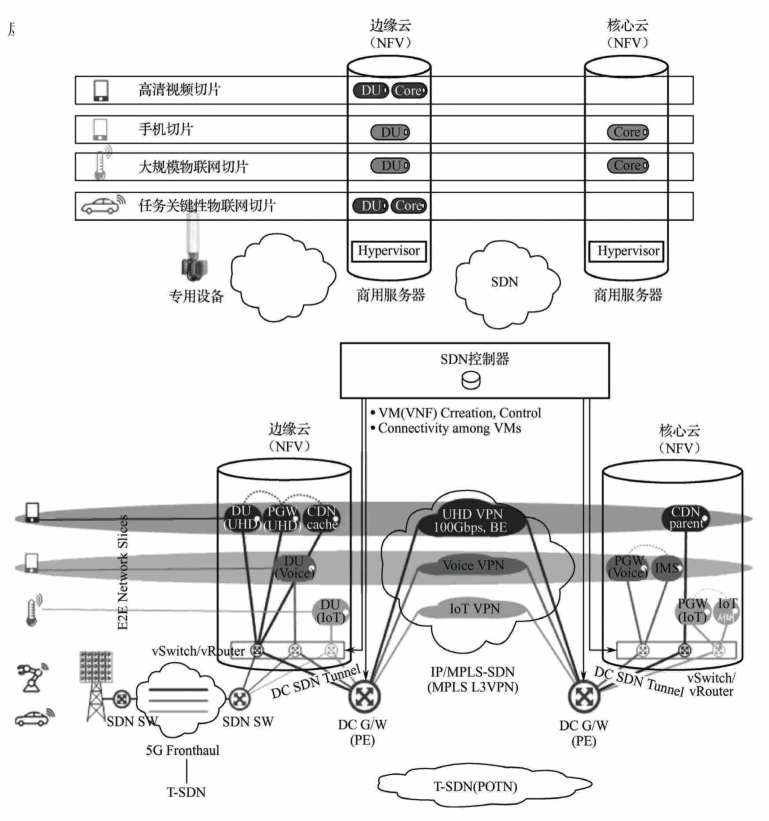 边缘云
（NFV）
核心云
（NFV）
高清视频切片
DU
Core
手机切片
DU
Core
大规模物联网切片
DU
Core
任务关键性物联网切片
DU
Core
Hypervisor
Hypervisor
专用设备
商用服务器
SDN
商用服务器
SDN控制器
• VM(VNF) Crreation, Control
• Connectivity among VMs
边缘云
（NFV）
核心云
（NFV）
E2E Network Slices
DU
(UHD)
PGW
(UHD)
CDN
cache
UHD VPN
100Gbps, BE
CDN
parent
DU
(Voice)
Voice VPN
PGW
(Voice)
IMS
DU
(IoT)
IoT VPN
PGW
(IoT)
IoT
vSwitch/vRouter
DC SDN Tunnel
IP/MPLS-SDN
(MPLS L3VPN)
DC SDN Tunnel
vSwitch/
vRouter
SDN SW
SDN SW
DC G/W
(PE)
DC G/W
(PE)
5G Fronthaul
T-SDN
T-SDN(POTN)